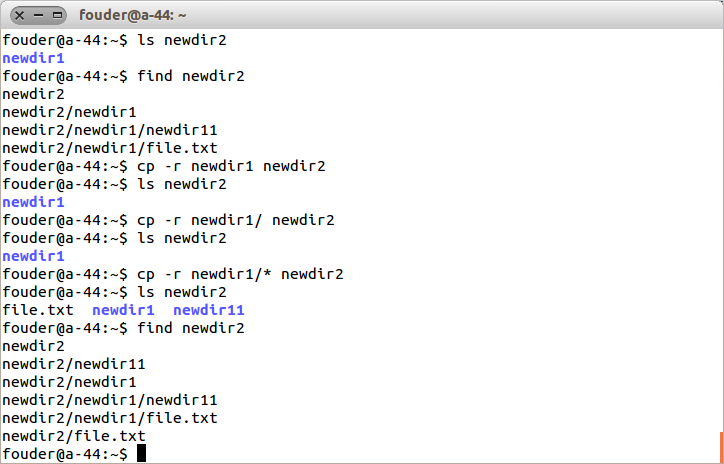 fouder@a-44: ~
fouder@a-44:~$ ls newdir2
newdir1
fouder@a-44:~$ find newdir2
newdir2
newdir2/newdir1
newdir2/newdir1/newdir11
newdir2/newdir1/file.txt
fouder@a-44:~$ cp -r newdir1 newdir2
fouder@a-44:~$ ls newdir2
newdir1
fouder@a-44:~$ cp -r newdir1/ newdir2
fouder@a-44:~$ ls newdir2
newdir1
fouder@a-44:~$ cp -r newdir1/* newdir2
fouder@a-44:~$ ls newdir2
file.txt  newdir1  newdir11
fouder@a-44:~$ find newdir2
newdir2
newdir2/newdir11
newdir2/newdir1
newdir2/newdir1/newdir11
newdir2/newdir1/file.txt
newdir2/file.txt
fouder@a-44:~$